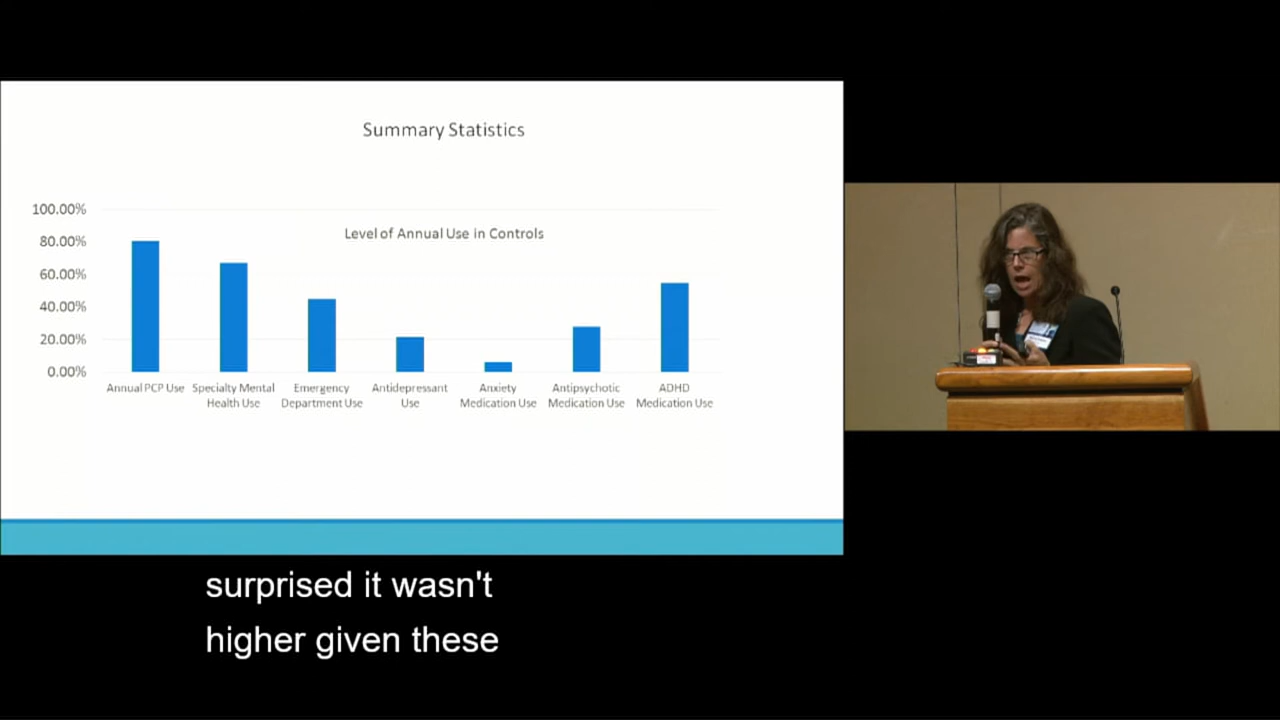 Summary Statistics
Level of Annual Use in Controls
100.00%
80.00%
60.00%
40.00%
20.00%
0.00%
Annual PCP Use
Specialty Mental
Health Use
Emergency
Department Use
Antidepressant
Use
Anxiety
Medication Use
Antipsychotic
Medication Use
ADHD
Medication Use
surprised it wasn't
higher given these